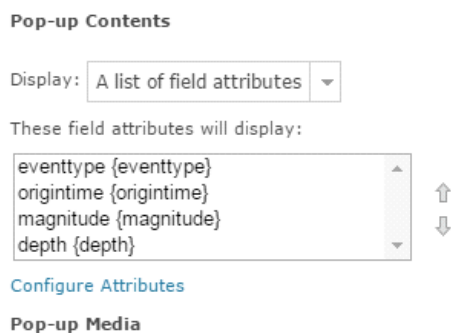 Pop-up Contents
Display: A list of field attributes
These field attributes will display:
eventtype {eventtype}
origintime {origintime}
magnitude {magnitude}
depth {depth}
Configure Attributes
Pop-up Media